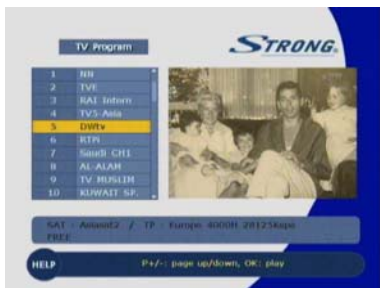 TV Program
STRONG
1 NN
2 TVE
3 RAI Intern
4 TV5 Asia
5 DWtv
6 RTPi
7 Saudi CH1
8 AL-ALAM
9 TV MUSLIM
10 KUWAIT SP.
SAT : Asiasat2 / TP : Europe 4000H 28125ksps
FREE
HELP
P+/-: page up/down, OK: play